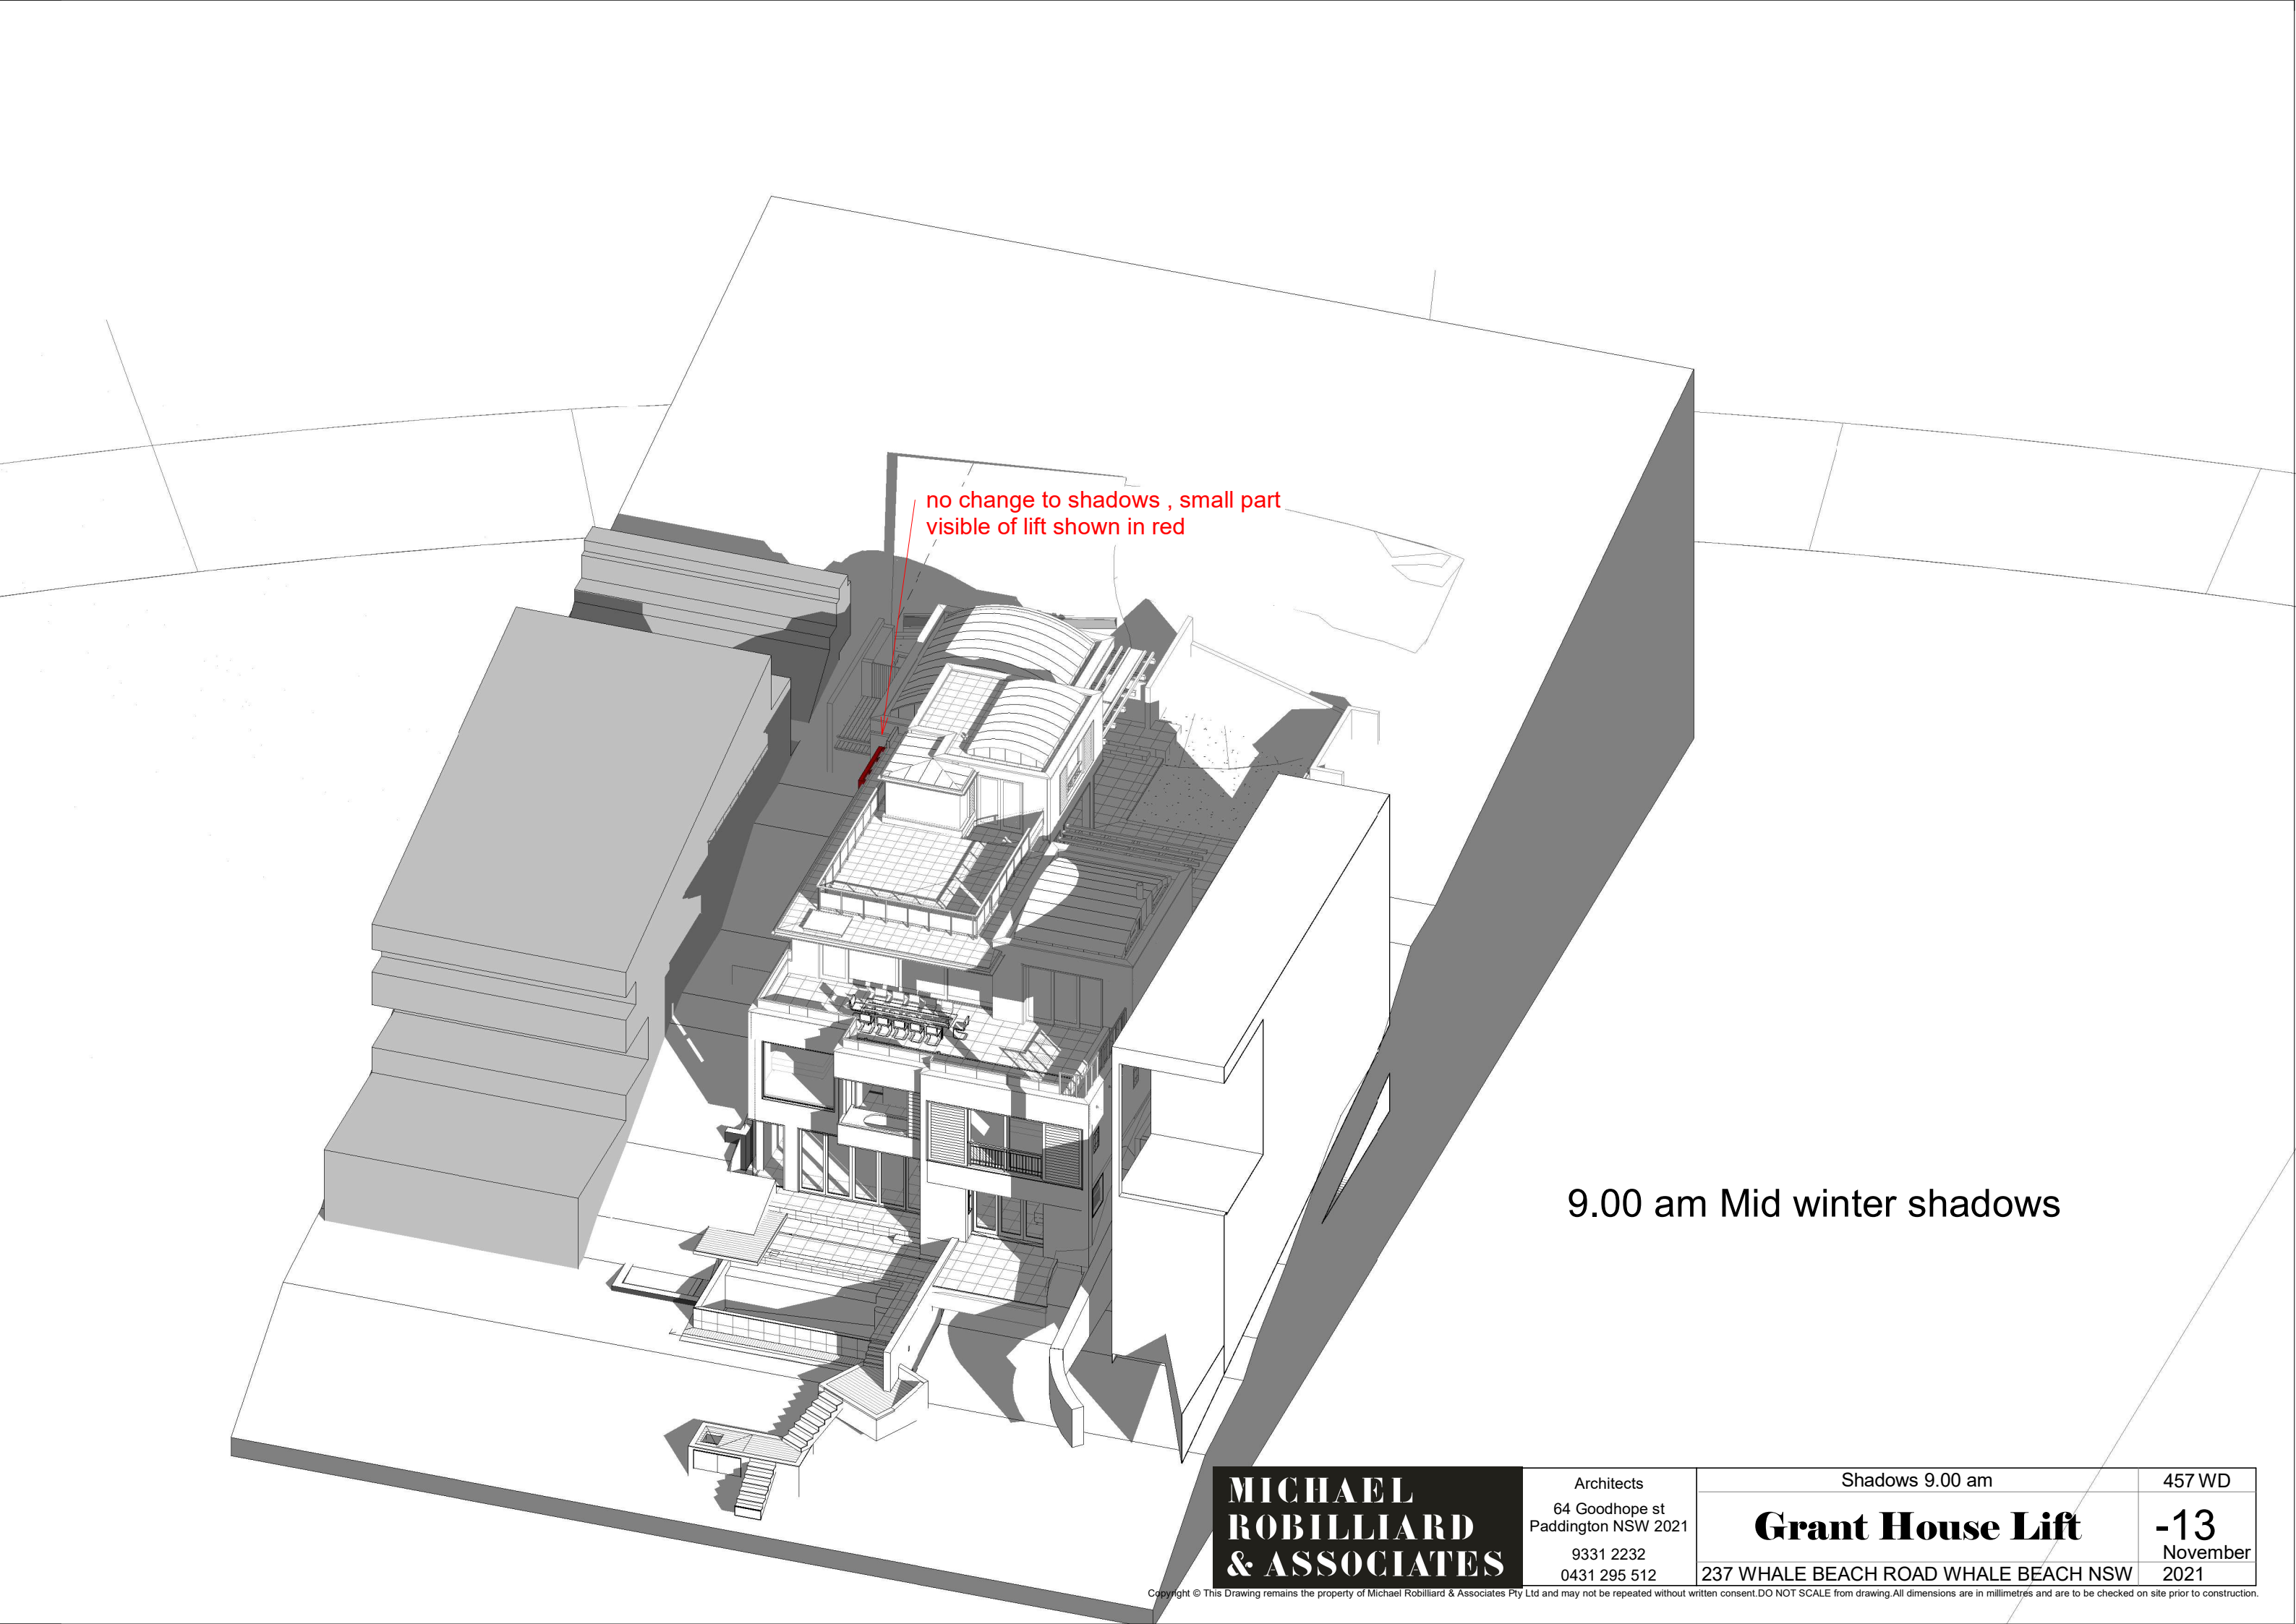 no change to shadows , small part
visible of lift shown in red
9.00 am Mid winter shadows
MICHAEL
ROBILLIARD
& ASSOCIATES
Architects
64 Goodhope st
Paddington NSW 2021
9331 2232
0431 295 512
Shadows 9.00 am
Grant House Lift
237 WHALE BEACH ROAD WHALE BEACH NSW
457 WD
-13
November
2021
Copyright © This Drawing remains the property of Michael Robilliard & Associates Pty Ltd and may not be repeated without written consent.DO NOT SCALE from drawing.All dimensions are in millimetres and are to be checked on site prior to construction.